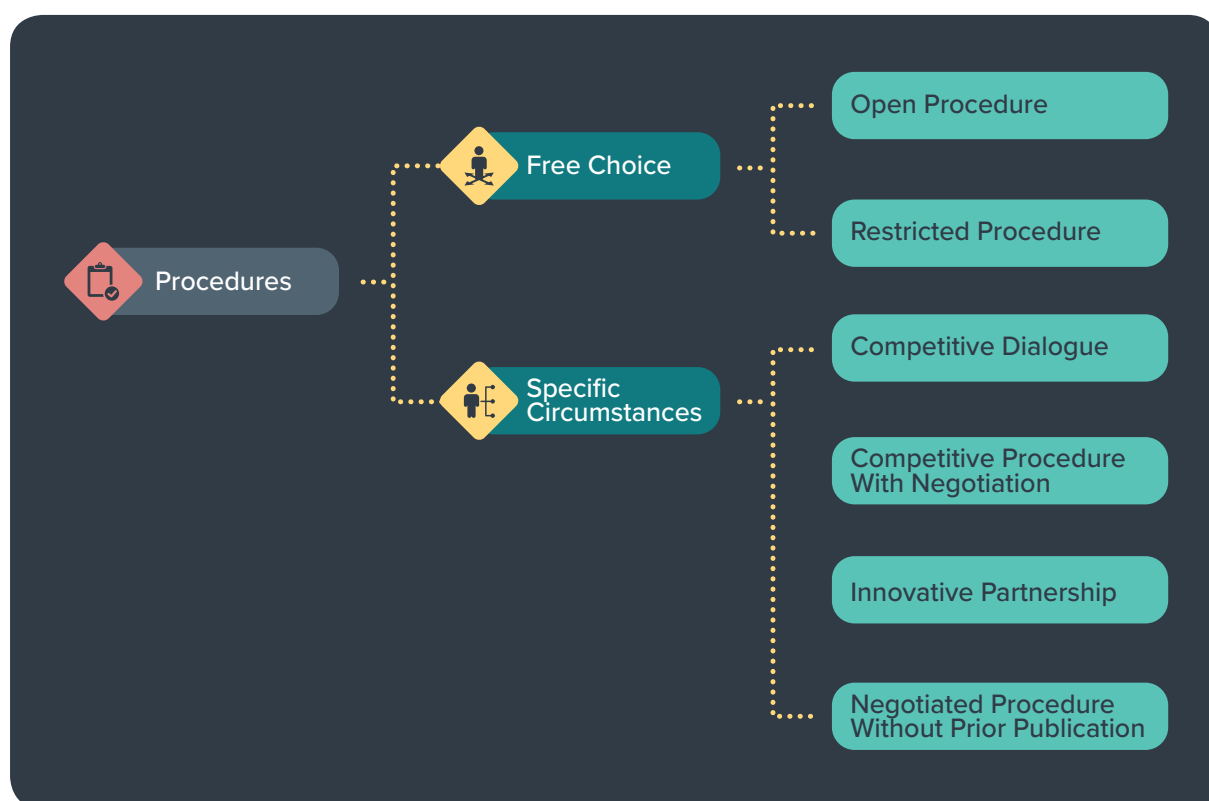 Procedures
Free Choice
Open Procedure
Restricted Procedure
Specific
Circumstances
Competitive Dialogue
Competitive Procedure
With Negotiation
Innovative Partnership
Negotiated Procedure
Without Prior Publication